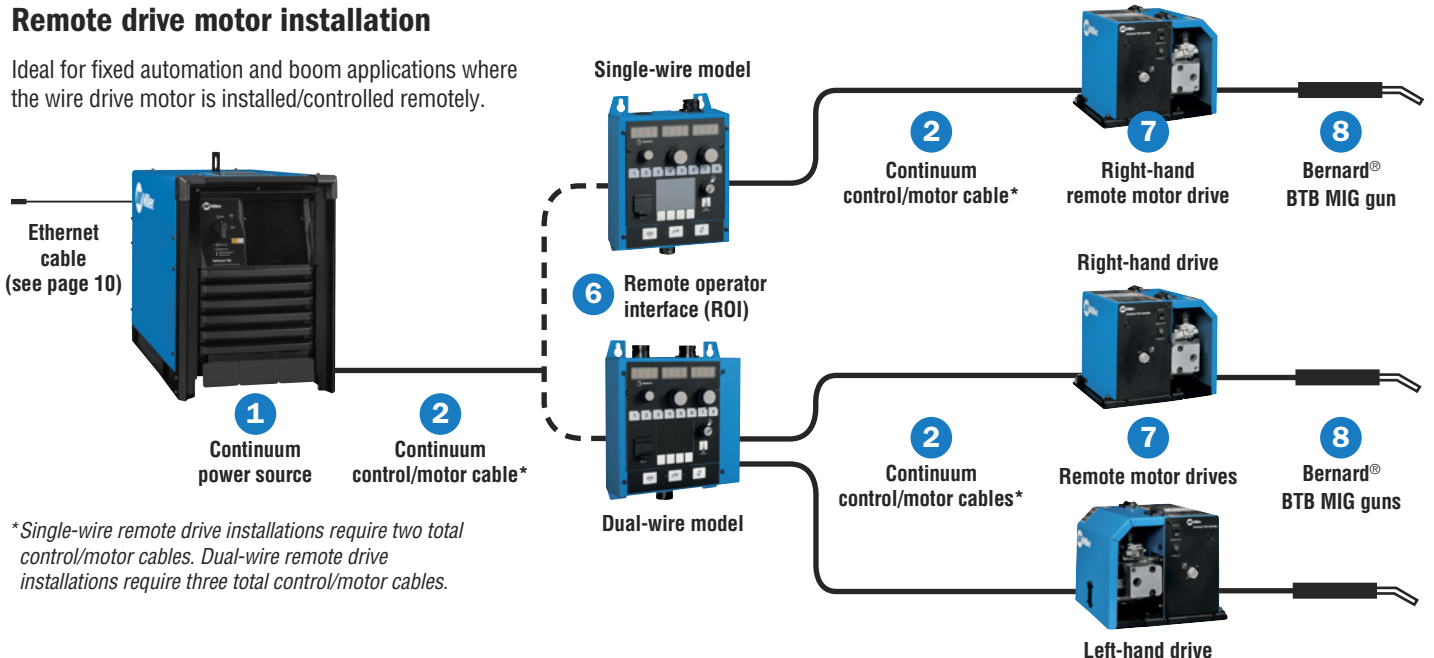 Remote drive motor installation
Ideal for fixed automation and boom applications where
the wire drive motor is installed/controlled remotely.
Ethernet
cable
(see page 10)
Miller
1
Continuum
power source
2
Continuum
control/motor cable*
*Single-wire remote drive installations require two total
control/motor cables. Dual-wire remote drive
installations require three total control/motor cables.
Single-wire model
6
Remote operator
interface (ROI)
Dual-wire model
2
Continuum
control/motor cable*
7
Right-hand
remote motor drive
8
Bernard®
BTB MIG gun
Right-hand drive
2
Continuum
control/motor cables*
7
Remote motor drives
8
Bernard®
BTB MIG guns
Left-hand drive